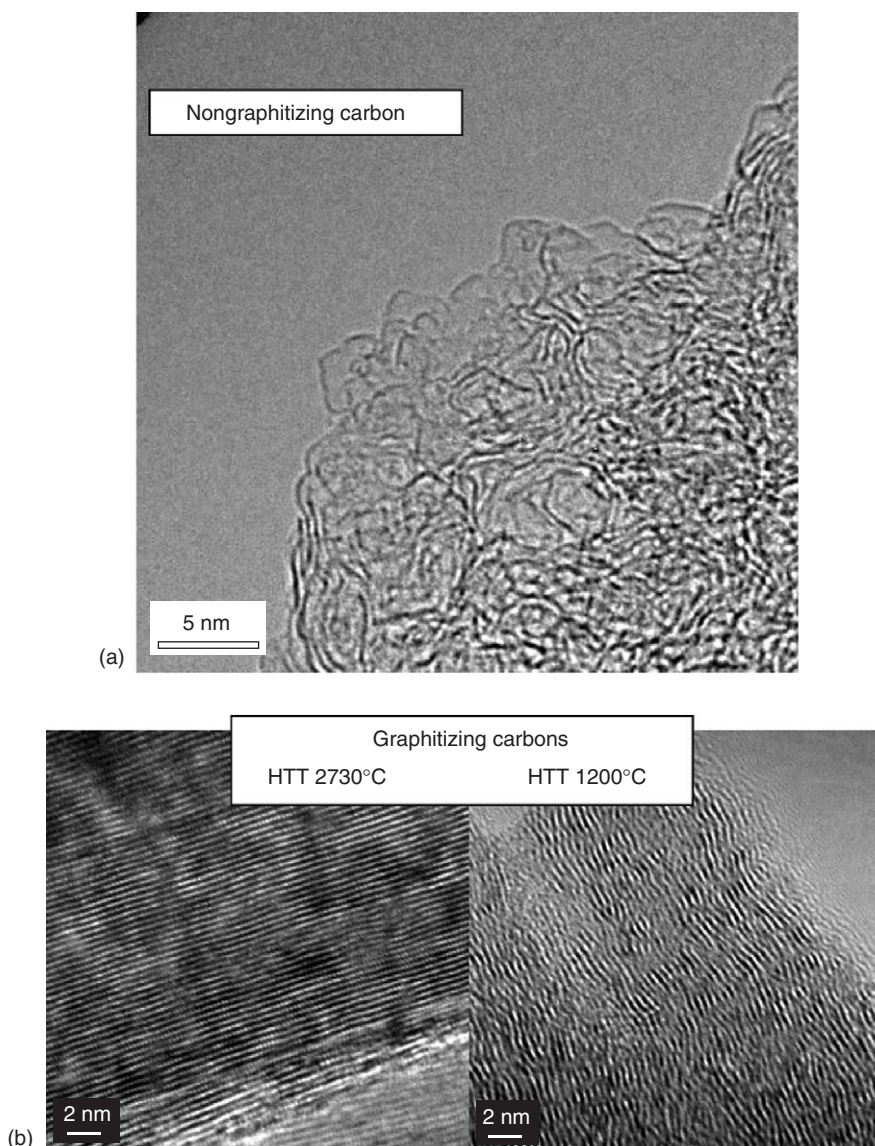 Nongraphitizing carbon
5 nm
(a)
Graphitizing carbons
HTT 2730°C HTT 1200°C
2 nm 2 nm
(b)